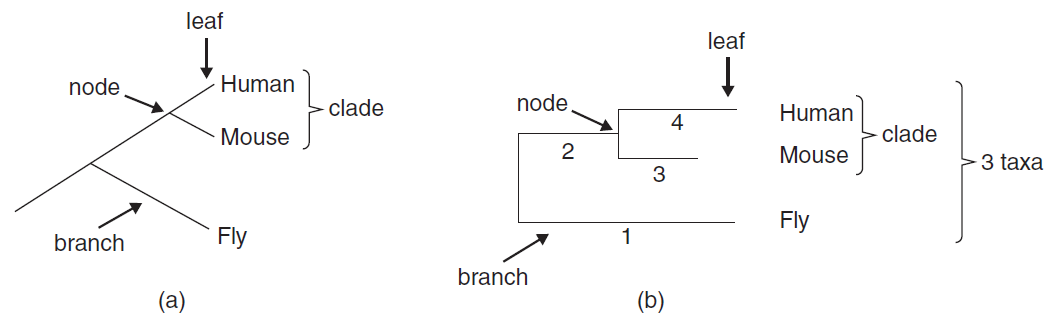 leaf
node
Human
Mouse
clade
branch
Fly
(a)
leaf
node
4
Human
2
3
Mouse
clade
3 taxa
1
Fly
branch
(b)